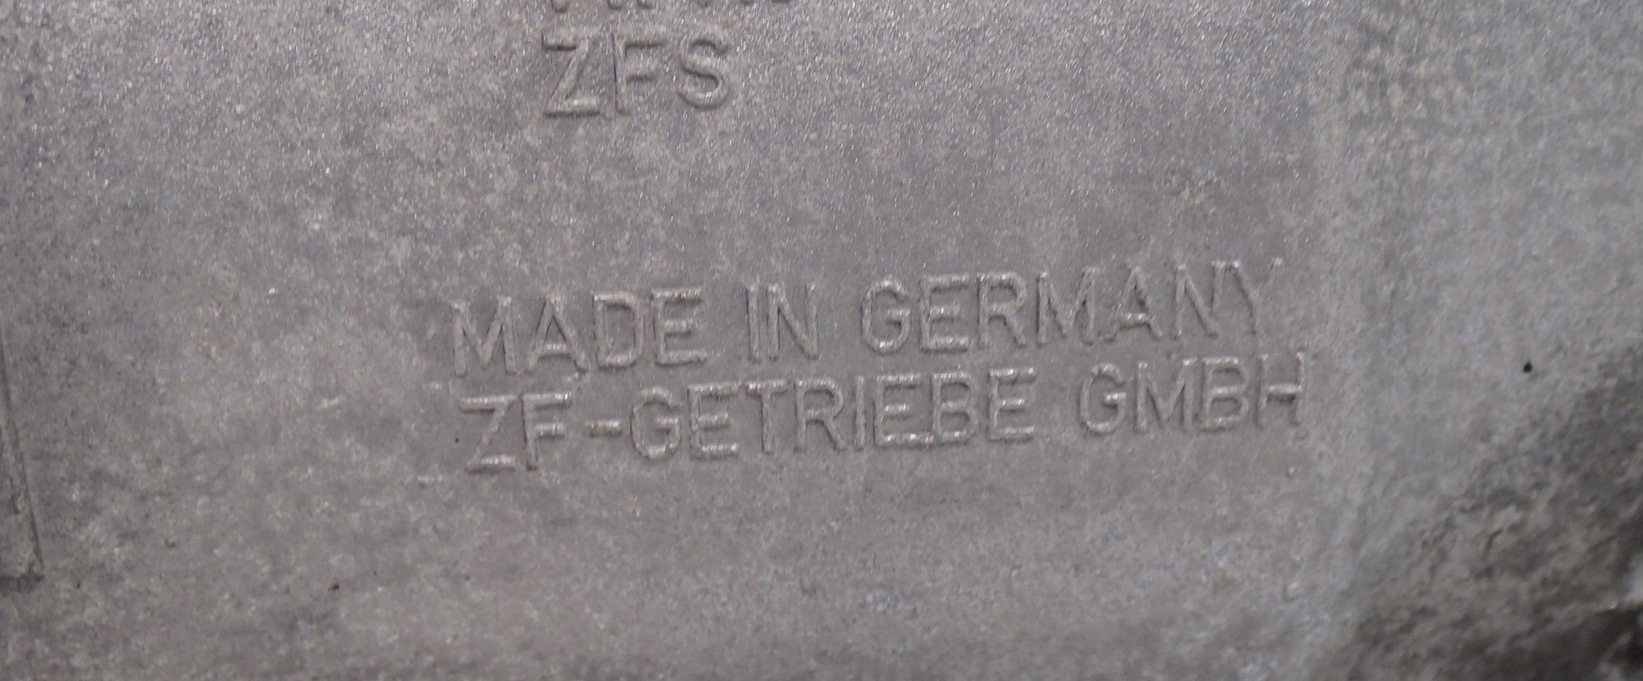 ZFS
MADE IN GERMANY
ZF-GETRIEBE GMBH